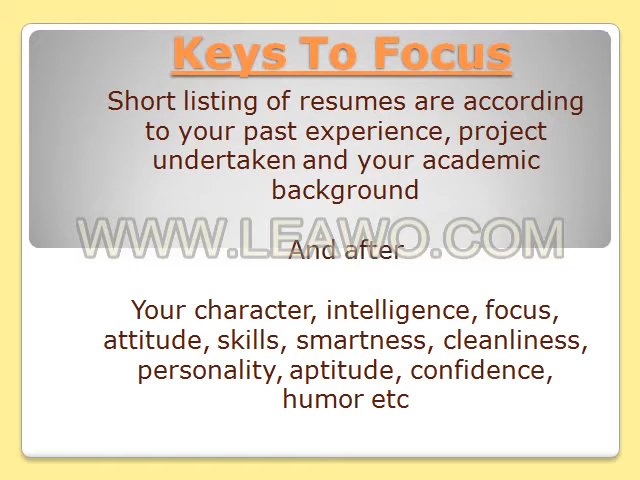 Keys To Focus
Short listing of resumes are according
to your past experience, project
undertaken and your academic
background
WWW.LEAWO.COM
And after
Your character, intelligence, focus,
attitude, skills, smartness, cleanliness,
personality, aptitude, confidence,
humor etc